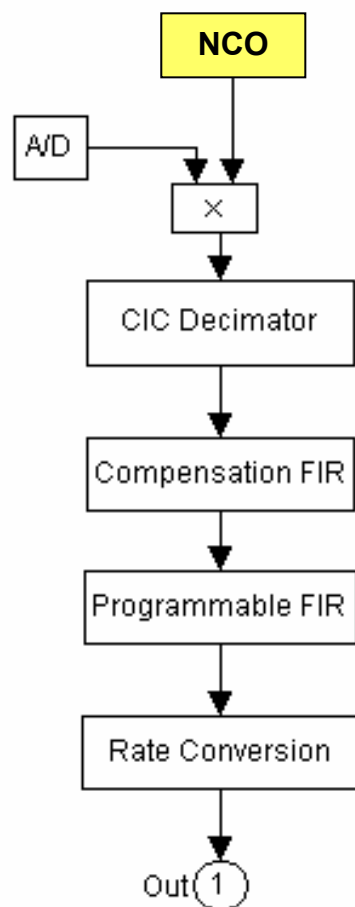 NCO
A/D
×
CIC Decimator
Compensation FIR
Programmable FIR
Rate Conversion
Out 1